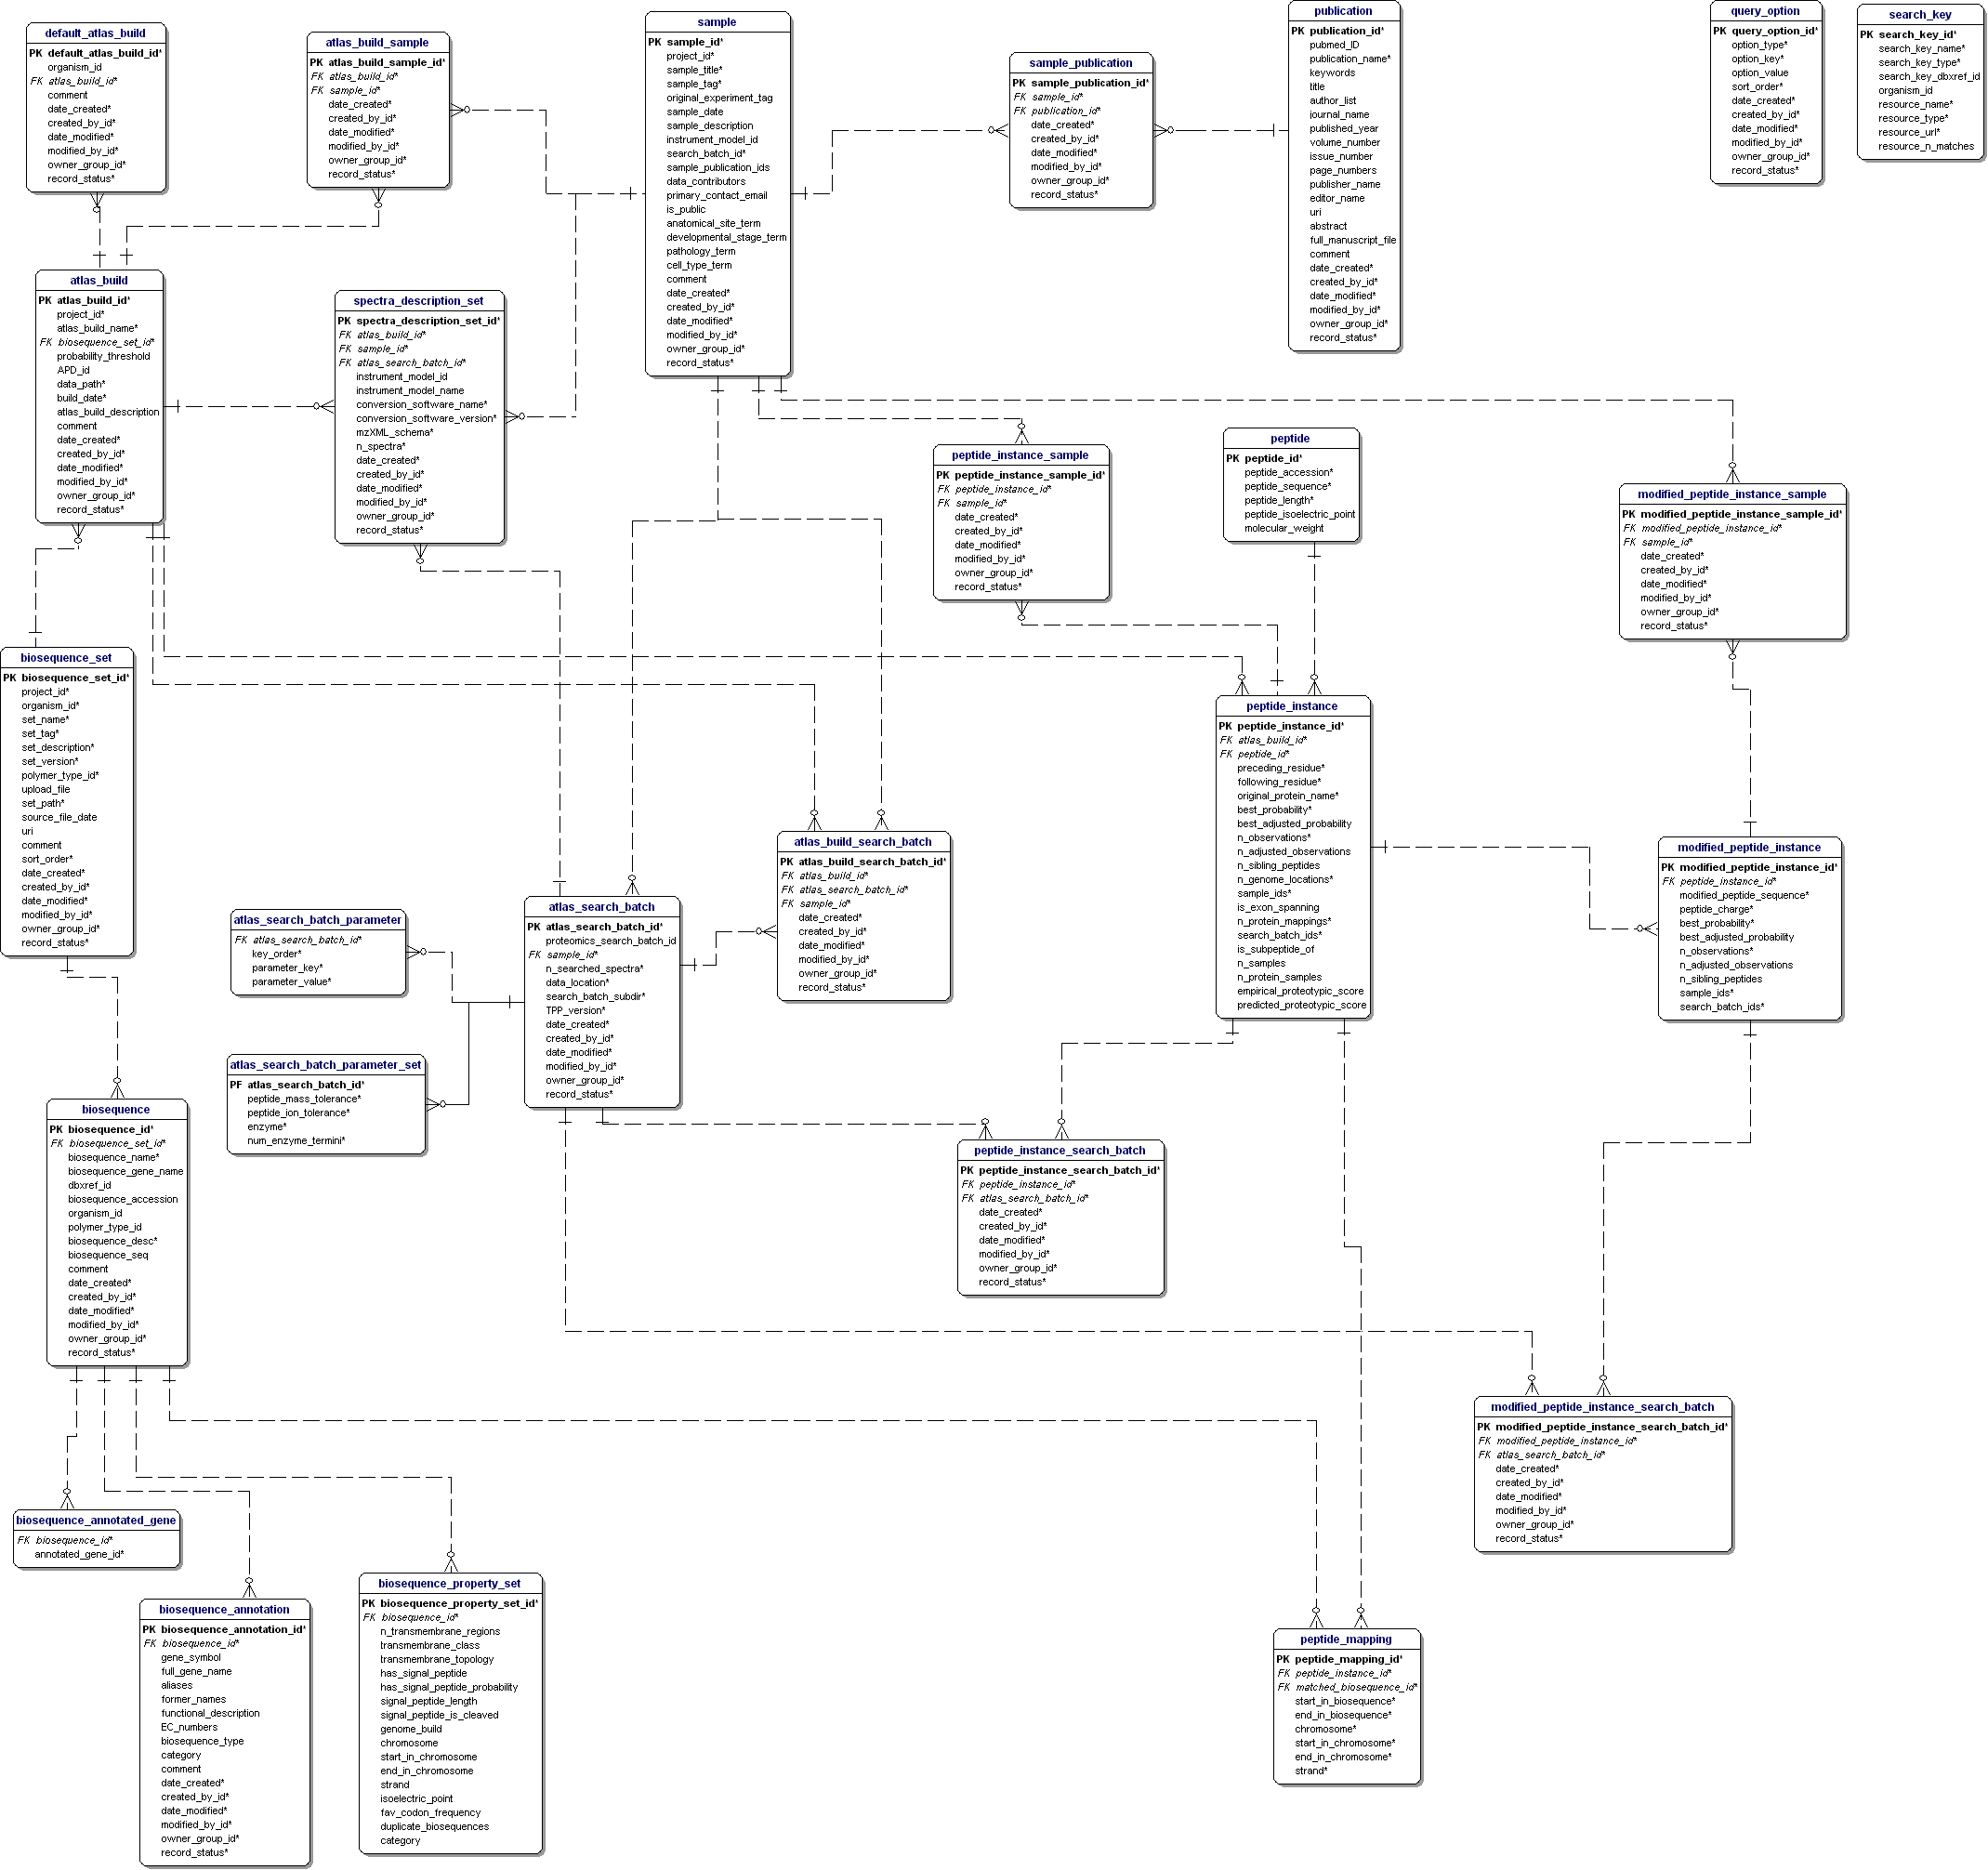 default_atlas_build
PK default_atlas_build_id*
organism_id
FK atlas_build_id*
comment
date_created*
created_by_id*
date_modified*
modified_by_id*
owner_group_id*
record_status*
atlas_build_sample
PK atlas_build_sample_id*
FK atlas_build_id*
FK sample_id*
date_created*
created_by_id*
date_modified*
modified_by_id*
owner_group_id*
record_status*
sample
PK sample_id*
project_id*
sample_title*
sample_tag*
original_experiment_tag
sample_date
sample_description
instrument_model_id
search_batch_id*
sample_publication_ids
data_contributors
primary_contact_email
is_public
anatomical_site_term
developmental_stage_term
pathology_term
cell_type_term
comment
date_created*
created_by_id*
date_modified*
modified_by_id*
owner_group_id*
record_status*
sample_publication
PK sample_publication_id*
FK sample_id*
FK publication_id*
date_created*
created_by_id*
date_modified*
modified_by_id*
owner_group_id*
record_status*
publication
PK publication_id*
pubmed_ID
publication_name*
keywords
title
author_list
journal_name
published_year
volume_number
issue_number
page_numbers
publisher_name
editor_name
uri
abstract
full_manuscript_file
comment
date_created*
created_by_id*
date_modified*
modified_by_id*
owner_group_id*
record_status*
query_option
PK query_option_id*
option_type*
option_key*
option_value
sort_order*
date_created*
created_by_id*
date_modified*
modified_by_id*
owner_group_id*
record_status*
search_key
PK search_key_id*
search_key_name*
search_key_type*
search_key_dbxref_id
organism_id
resource_name*
resource_type*
resource_url*
resource_n_matches
atlas_build
PK atlas_build_id*
project_id*
atlas_build_name*
FK biosequence_set_id*
probability_threshold
APD_id
data_path*
build_date*
atlas_build_description
comment
date_created*
created_by_id*
date_modified*
modified_by_id*
owner_group_id*
record_status*
spectra_description_set
PK spectra_description_set_id*
FK atlas_build_id*
FK sample_id*
FK atlas_search_batch_id*
instrument_model_id
instrument_model_name
conversion_software_name*
conversion_software_version*
mzXML_schema*
n_spectra*
date_created*
created_by_id*
date_modified*
modified_by_id*
owner_group_id*
record_status*
peptide_instance_sample
PK peptide_instance_sample_id*
FK peptide_instance_id*
FK sample_id*
date_created*
created_by_id*
date_modified*
modified_by_id*
owner_group_id*
record_status*
peptide
PK peptide_id*
peptide_accession*
peptide_sequence*
peptide_length*
peptide_isoelectric_point
molecular_weight
modified_peptide_instance_sample
PK modified_peptide_instance_sample_id*
FK modified_peptide_instance_id*
FK sample_id*
date_created*
created_by_id*
date_modified*
modified_by_id*
owner_group_id*
record_status*
biosequence_set
PK biosequence_set_id*
project_id*
organism_id*
set_name*
set_tag*
set_description*
set_version*
polymer_type_id*
upload_file
set_path*
source_file_date
uri
comment
sort_order*
date_created*
created_by_id*
date_modified*
modified_by_id*
owner_group_id*
record_status*
peptide_instance
PK peptide_instance_id*
FK atlas_build_id*
FK peptide_id*
preceding_residue*
following_residue*
original_protein_name*
best_probability*
best_adjusted_probability
n_observations*
n_adjusted_observations
n_sibling_peptides
n_genome_locations*
sample_ids*
is_exon_spanning
n_protein_mappings*
search_batch_ids*
is_subpeptide_of
n_samples
n_protein_samples
empirical_proteotypic_score
predicted_proteotypic_score
atlas_build_search_batch
PK atlas_build_search_batch_id*
FK atlas_build_id*
FK atlas_search_batch_id*
FK sample_id*
date_created*
created_by_id*
date_modified*
modified_by_id*
owner_group_id*
record_status*
modified_peptide_instance
PK modified_peptide_instance_id*
FK peptide_instance_id*
modified_peptide_sequence*
peptide_charge*
best_probability*
best_adjusted_probability
n_observations*
n_adjusted_observations
n_sibling_peptides
sample_ids*
search_batch_ids*
atlas_search_batch_parameter
FK atlas_search_batch_id*
key_order*
parameter_key*
parameter_value*
atlas_search_batch
PK atlas_search_batch_id*
proteomics_search_batch_id
FK sample_id*
n_searched_spectra*
data_location*
search_batch_subdir*
TPP_version*
date_created*
created_by_id*
date_modified*
modified_by_id*
owner_group_id*
record_status*
atlas_search_batch_parameter_set
PF atlas_search_batch_id*
peptide_mass_tolerance*
peptide_ion_tolerance*
enzyme*
num_enzyme_termini*
biosequence
PK biosequence_id*
FK biosequence_set_id*
biosequence_name*
biosequence_gene_name
dbxref_id
biosequence_accession
organism_id
polymer_type_id
biosequence_desc*
biosequence_seq
comment
date_created*
created_by_id*
date_modified*
modified_by_id*
owner_group_id*
record_status*
peptide_instance_search_batch
PK peptide_instance_search_batch_id*
FK peptide_instance_id*
FK atlas_search_batch_id*
date_created*
created_by_id*
date_modified*
modified_by_id*
owner_group_id*
record_status*
modified_peptide_instance_search_batch
PK modified_peptide_instance_search_batch_id*
FK modified_peptide_instance_id*
FK atlas_search_batch_id*
date_created*
created_by_id*
date_modified*
modified_by_id*
owner_group_id*
record_status*
biosequence_annotated_gene
FK biosequence_id*
annotated_gene_id*
biosequence_annotation
PK biosequence_annotation_id*
FK biosequence_id*
gene_symbol
full_gene_name
aliases
former_names
functional_description
EC_numbers
biosequence_type
category
comment
date_created*
created_by_id*
date_modified*
modified_by_id*
owner_group_id*
record_status*
biosequence_property_set
PK biosequence_property_set_id*
FK biosequence_id*
n_transmembrane_regions
transmembrane_class
transmembrane_topology
has_signal_peptide
has_signal_peptide_probability
signal_peptide_length
signal_peptide_is_cleaved
genome_build
chromosome
start_in_chromosome
end_in_chromosome
strand
isoelectric_point
fav_codon_frequency
duplicate_biosequences
category
peptide_mapping
PK peptide_mapping_id*
FK peptide_instance_id*
FK matched_biosequence_id*
start_in_biosequence*
end_in_biosequence*
chromosome*
start_in_chromosome*
end_in_chromosome*
strand*